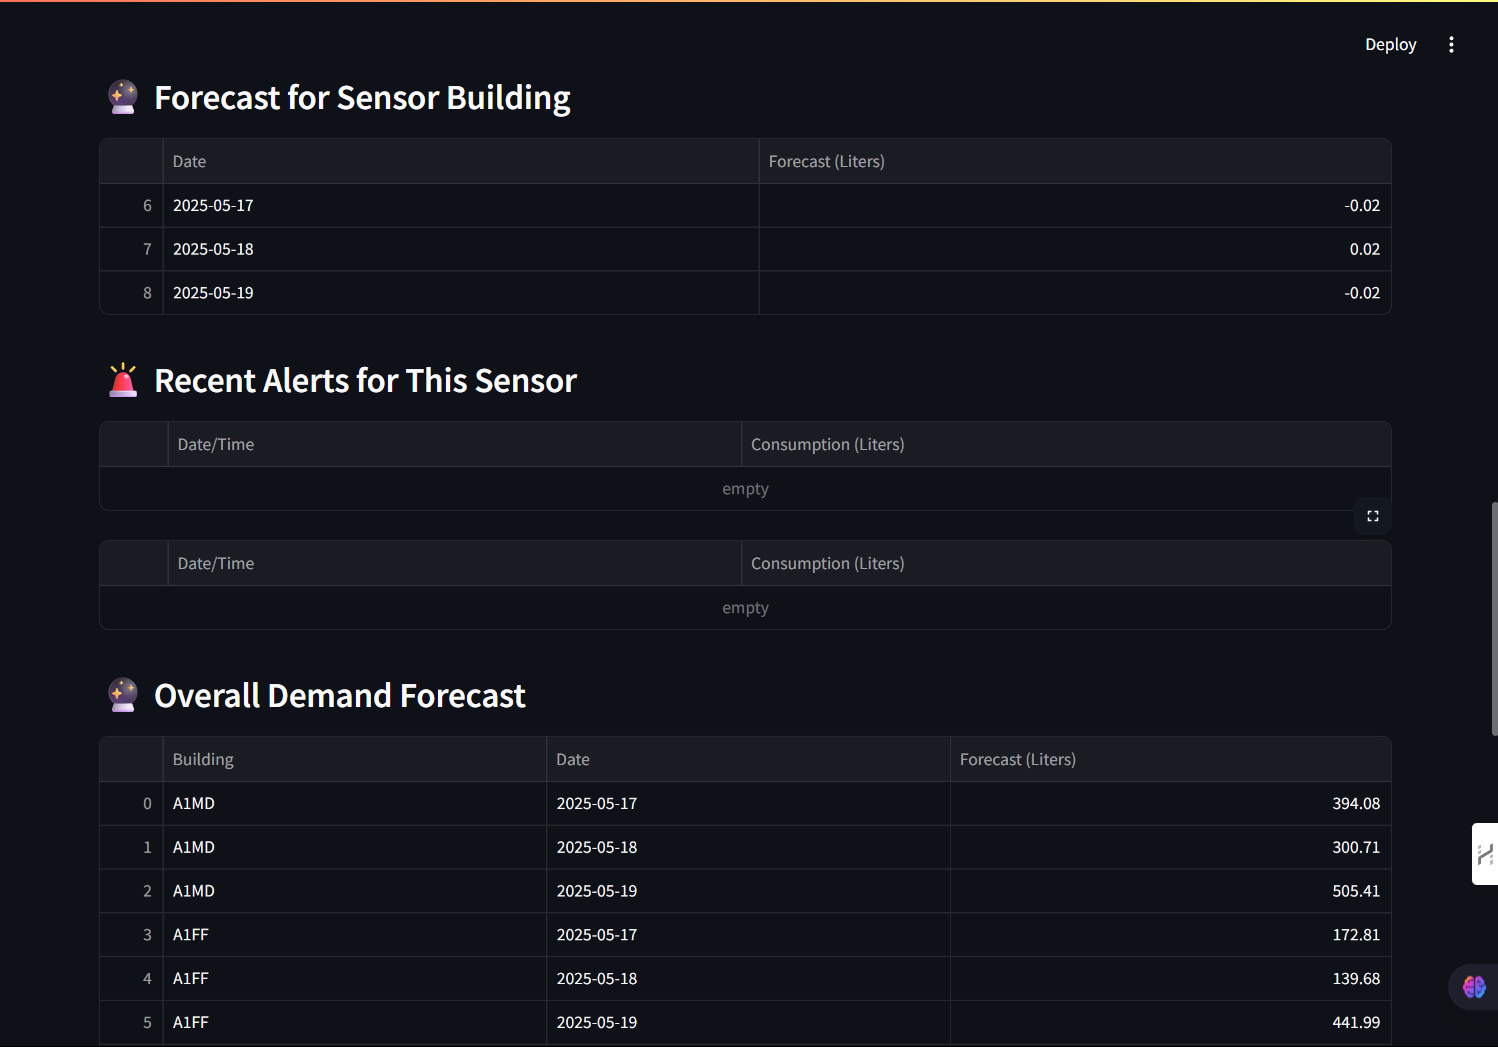 Deploy
Forecast for Sensor Building
Date Forecast (Liters)
6 2025-05-17 -0.02
7 2025-05-18 0.02
8 2025-05-19 -0.02
Recent Alerts for This Sensor
Date/Time Consumption (Liters)
empty
Date/Time Consumption (Liters)
empty
Overall Demand Forecast
Building Date Forecast (Liters)
0 A1MD 2025-05-17 394.08
1 A1MD 2025-05-18 300.71
2 A1MD 2025-05-19 505.41
3 A1FF 2025-05-17 172.81
4 A1FF 2025-05-18 139.68
5 A1FF 2025-05-19 441.99